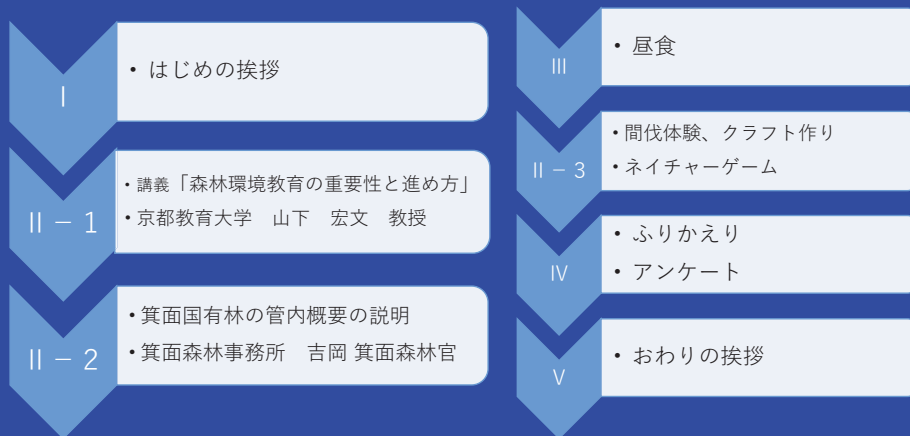 I
• はじめの挨拶
II － 1
• 講義「森林環境教育の重要性と進め方」
• 京都教育大学　山下　宏文　教授
II － 2
• 箕面国有林の管内概要の説明
• 箕面森林事務所　吉岡 箕面森林官
III
• 昼食
II － 3
• 間伐体験、クラフト作り
• ネイチャーゲーム
IV
• ふりかえり
• アンケート
V
• おわりの挨拶